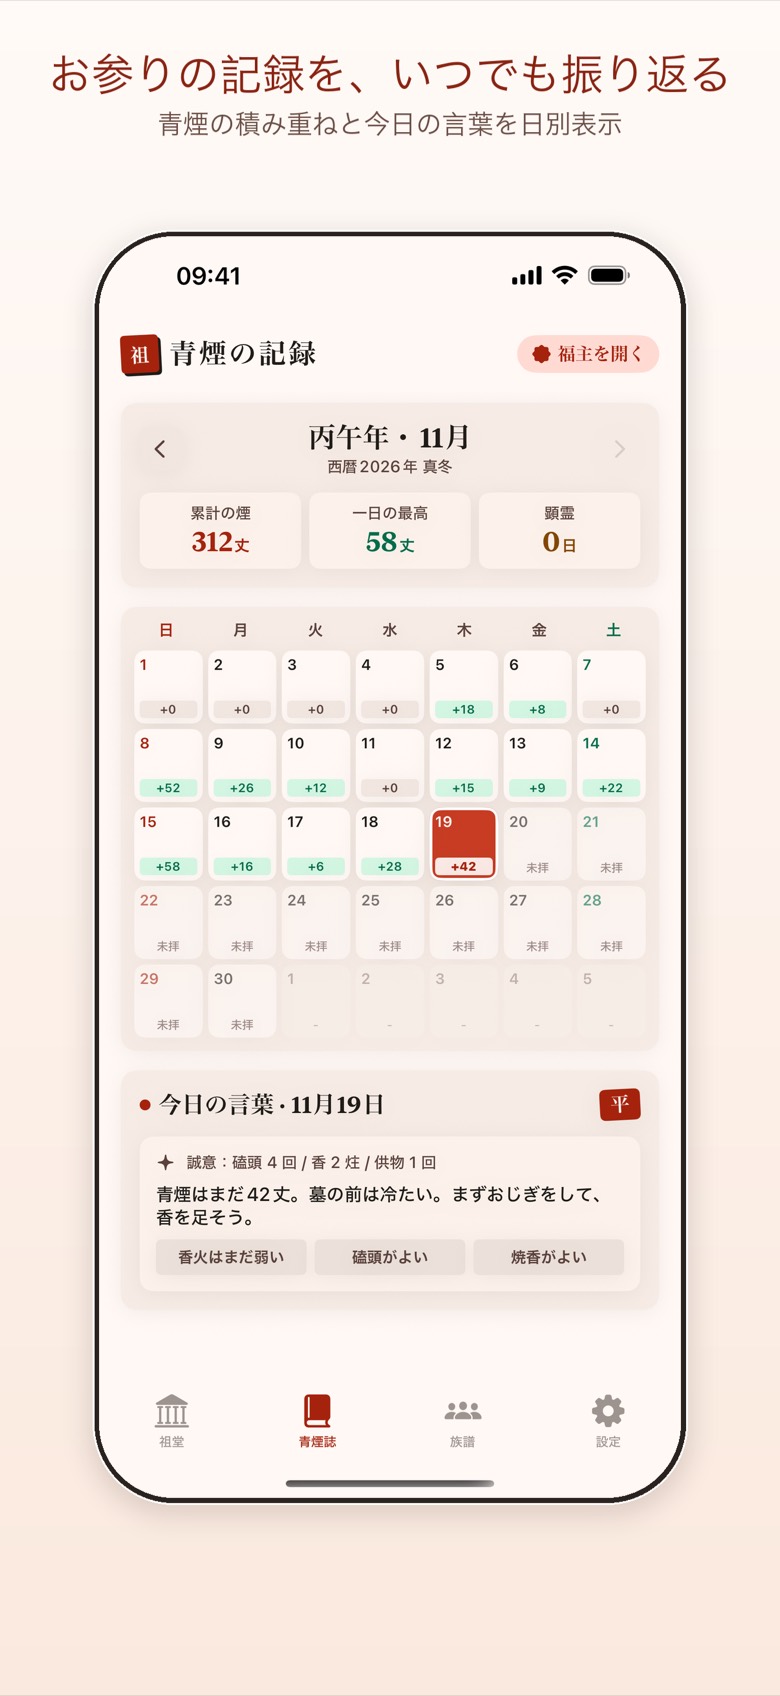 お参りの記録を、いつでも振り返る
青煙の積み重ねと今日の言葉を日別表示
09:41
祖 青煙の記録 福主を開く
丙午年・11月
西暦2026年 真冬
累計の煙 一日の最高 顕霊
312丈 58丈 0日
日 月 火 水 木 金 土
1 2 3 4 5 6 7
+0 +0 +0 +0 +18 +8 +0
8 9 10 11 12 13 14
+52 +26 +12 +0 +15 +9 +22
15 16 17 18 19 20 21
+58 +16 +6 +28 +42 未拝 未拝
22 23 24 25 26 27 28
未拝 未拝 未拝 未拝 未拝 未拝 未拝
29 30 1 2 3 4 5
未拝 未拝 - - - - -
今日の言葉・11月19日 平
誠意：磕頭 4 回 / 香 2 炷 / 供物 1 回
青煙はまだ42丈。墓の前は冷たい。まずおじぎをして、
香を足そう。
香火はまだ弱い 磕頭がよい 焼香がよい
祖堂 青煙誌 族譜 設定